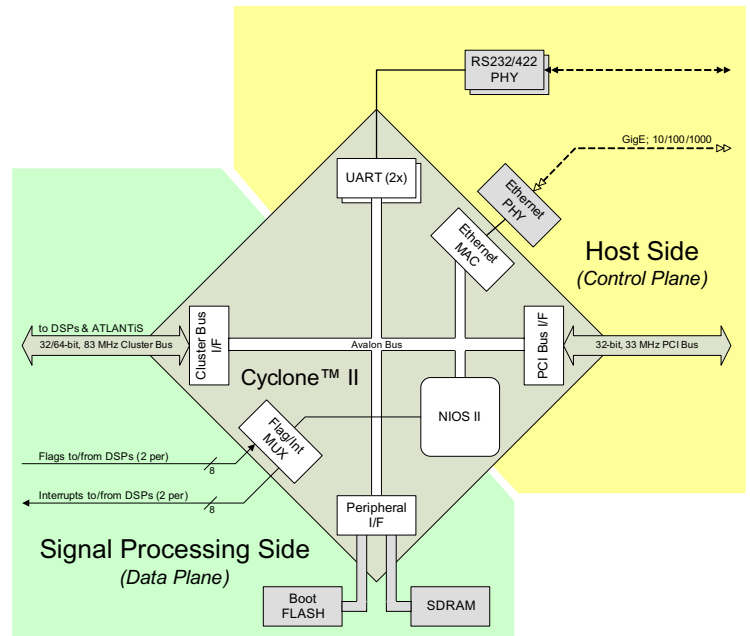 RS232/422
PHY
GigE; 10/100/1000
UART (2x)
Ethernet
PHY
Ethernet
MAC
Host Side
(Control Plane)
to DSPs & ATLANTiS
32/64-bit, 83 MHz Cluster Bus
Cluster Bus
I/F
Avalon Bus
PCI Bus I/F
32-bit, 33 MHz PCI Bus
Cyclone™ II
NIOS II
Flag/Int
MUX
Flags to/from DSPs (2 per)
8
Interrupts to/from DSPs (2 per)
8
Peripheral
I/F
Signal Processing Side
(Data Plane)
Boot
FLASH
SDRAM